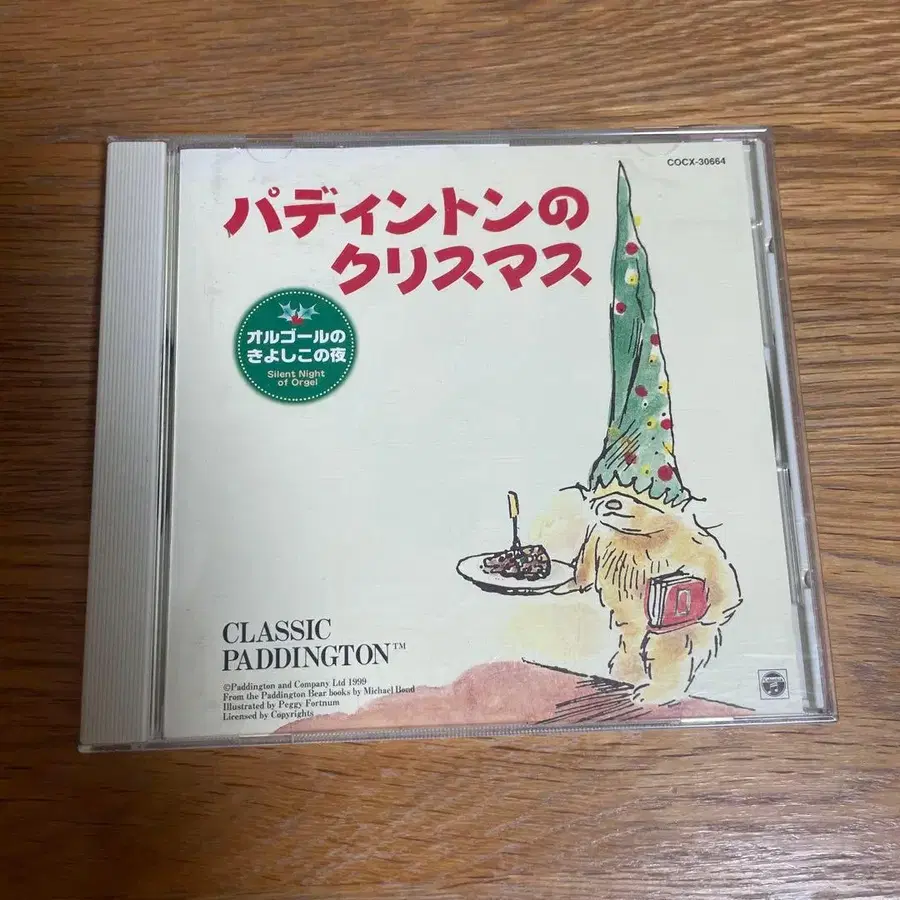 COCX-30664
パディントンの
クリスマス
オルゴールの
きよしこの夜
Silent Night
of Orgel
CLASSIC
PADDINGTON™
©Paddington and Company Ltd 1999
From the Paddington Bear books by Michael Bond
Illustrated by Peggy Fortnum
Licensed by Copyrights